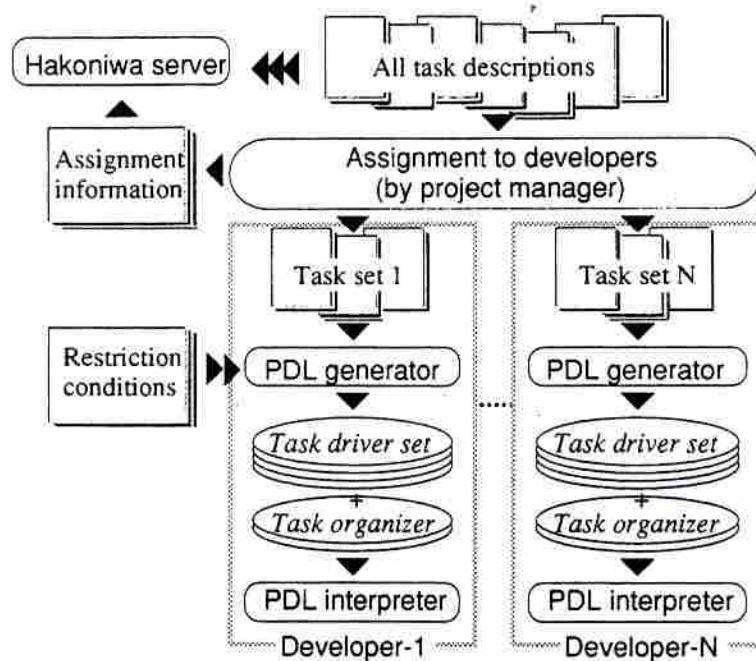 Hakoniwa server
All task descriptions
Assignment
information
Assignment to developers
(by project manager)
Task set 1
Task set N
Restriction
conditions
PDL generator
PDL generator
.....
Task driver set
Task driver set
+
+
Task organizer
Task organizer
PDL interpreter
PDL interpreter
Developer-1
Developer-N